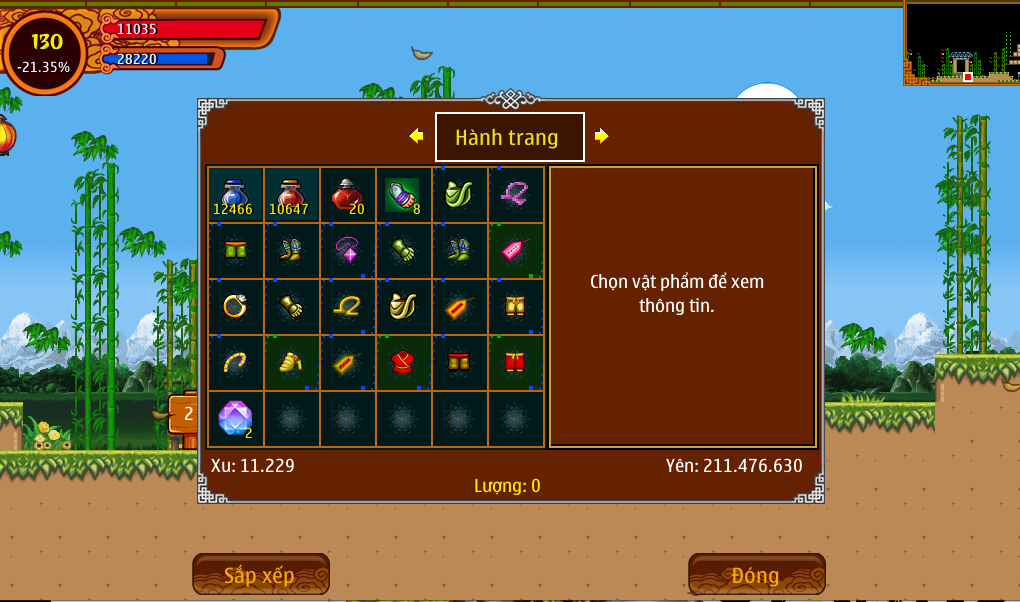 130
-21.35%
11035
28220
Hành trang
12466
10647
20
8
Chọn vật phẩm để xem
thông tin.
2
2
Xu: 11.229
Yên: 211.476.630
Lượng: 0
Sắp xếp
Đóng